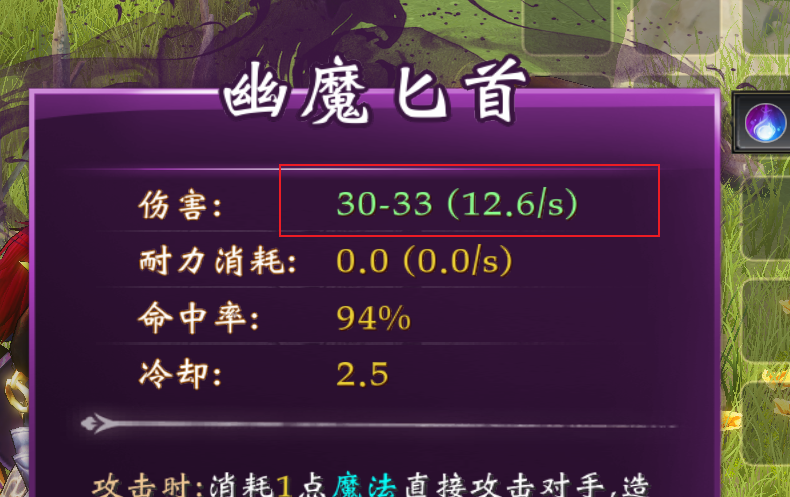 幽魔匕首
伤害: 30-33 (12.6/s)
耐力消耗: 0.0 (0.0/s)
命中率: 94%
冷却: 2.5
攻击时:消耗1点魔法直接攻击对手,造